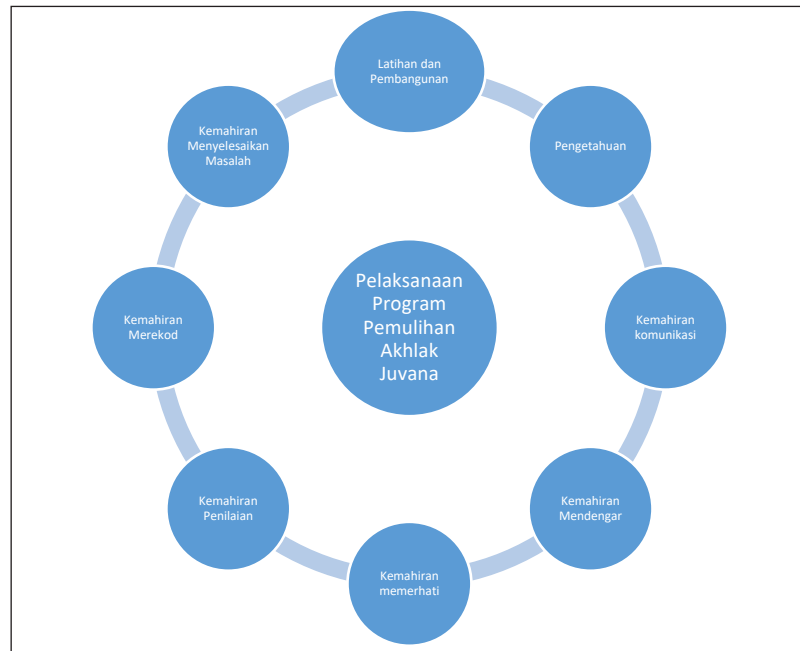 Latihan dan
Pembangunan
Pengetahuan
Kemahiran
komunikasi
Kemahiran
Mendengar
Kemahiran
memerhati
Kemahiran
Penilaian
Kemahiran
Merekod
Kemahiran
Menyelesaikan
Masalah
Pelaksanaan
Program
Pemulihan
Akhlak
Juvana